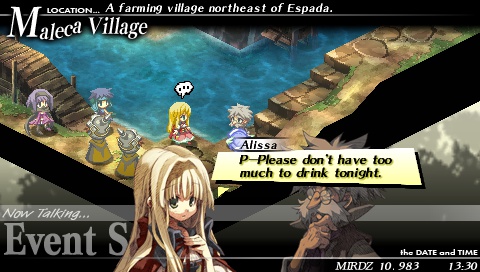 LOCATION... A farming village northeast of Espada.
Maleca Village
Alissa
P-Please don't have too
much to drink tonight.
Now Talking...
Event S
the DATE and TIME
MIRDZ 10.983 13:30